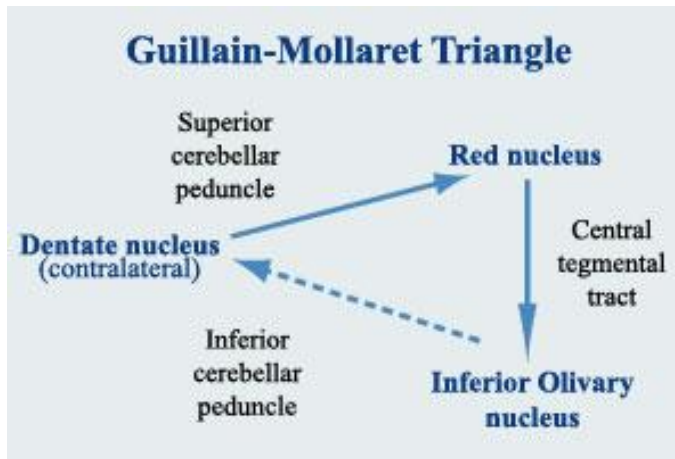 Guillain-Mollaret Triangle
Superior
cerebellar
peduncle
Red nucleus
Dentate nucleus
(contralateral)
Central
tegmental
tract
Inferior
cerebellar
peduncle
Inferior Olivary
nucleus